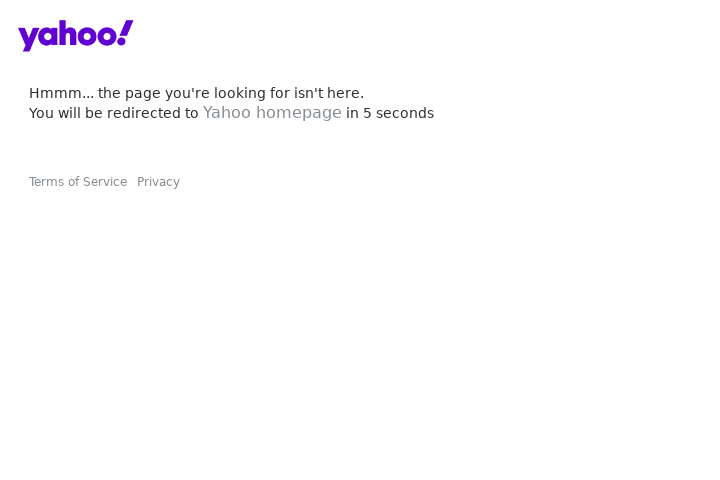 yahoo!
Hmmm... the page you're looking for isn't here.
You will be redirected to Yahoo homepage in 5 seconds
Terms of Service Privacy